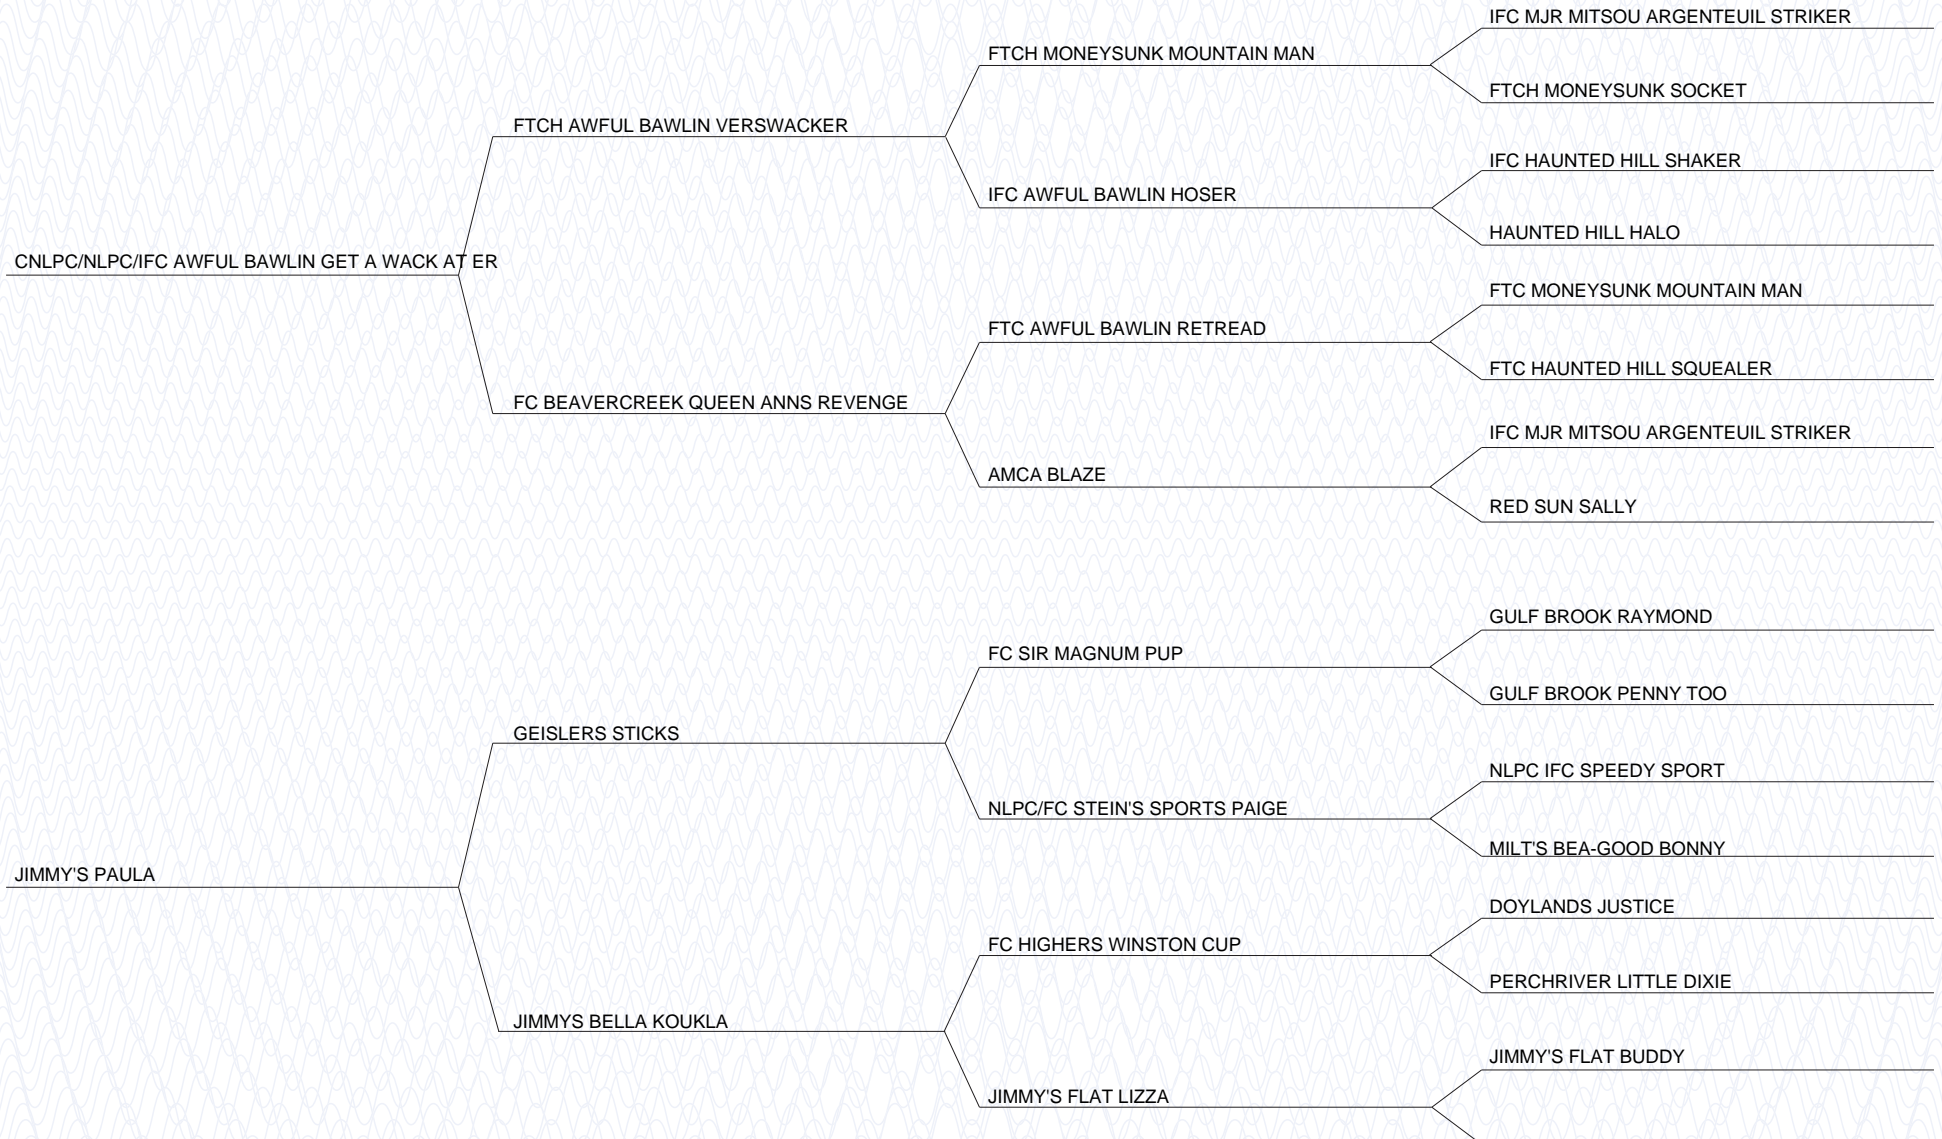 IFC MJR MITSOU ARGENTEUIL STRIKER
FTCH MONEYSUNK MOUNTAIN MAN
FTCH MONEYSUNK SOCKET
FTCH AWFUL BAWLIN VERSWACKER
IFC HAUNTED HILL SHAKER
IFC AWFUL BAWLIN HOSER
HAUNTED HILL HALO
CNLPC/NLPC/IFC AWFUL BAWLIN GET A WACK AT ER
FTC MONEYSUNK MOUNTAIN MAN
FTC AWFUL BAWLIN RETREAD
FTC HAUNTED HILL SQUEALER
FC BEAVERCREEK QUEEN ANNS REVENGE
IFC MJR MITSOU ARGENTEUIL STRIKER
AMCA BLAZE
RED SUN SALLY
GULF BROOK RAYMOND
FC SIR MAGNUM PUP
GULF BROOK PENNY TOO
GEISLERS STICKS
NLPC IFC SPEEDY SPORT
NLPC/FC STEIN'S SPORTS PAIGE
MILT'S BEA-GOOD BONNY
JIMMY'S PAULA
DOYLANDS JUSTICE
FC HIGHERS WINSTON CUP
PERCHRIVER LITTLE DIXIE
JIMMYS BELLA KOUKLA
JIMMY'S FLAT BUDDY
JIMMY'S FLAT LIZZA